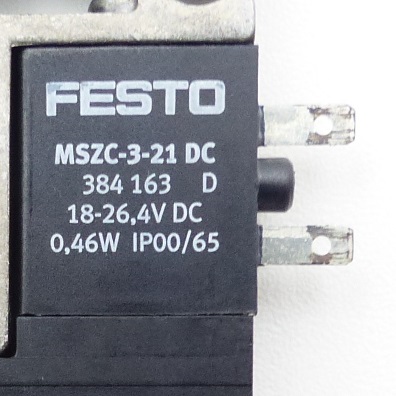 FESTO
MSZC-3-21 DC
384 163 D
18-26,4V DC
0,46W IP00/65